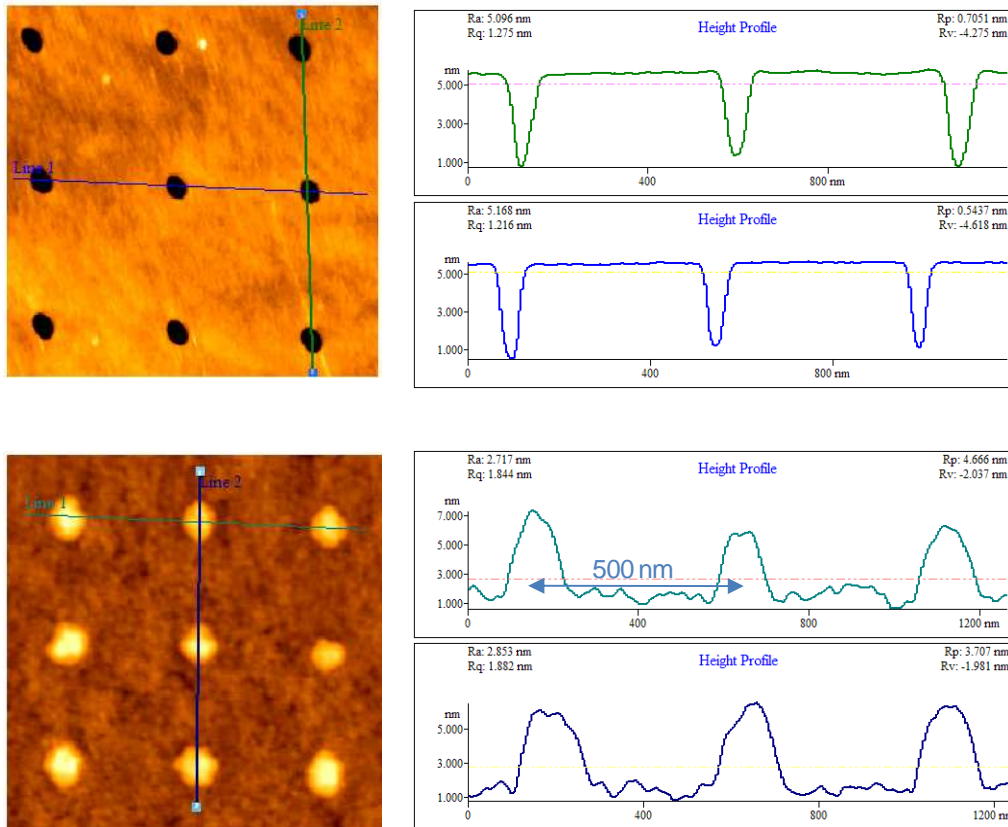 Line 2
Line 1
Ra: 5.096 nm
Rq: 1.275 nm
Height Profile
Rp: 0.7051 nm
Rv: -4.275 nm
nm
5.000
3.000
1.000
0 400 800 nm
Ra: 5.168 nm
Rq: 1.216 nm
Height Profile
Rp: 0.5437 nm
Rv: -4.618 nm
nm
5.000
3.000
1.000
0 400 800 nm
Line 2
Line 1
Ra: 2.717 nm
Rq: 1.844 nm
Height Profile
Rp: 4.666 nm
Rv: -2.037 nm
nm
7.000
5.000
3.000
1.000
500 nm
0 400 800 1200 nm
Ra: 2.853 nm
Rq: 1.882 nm
Height Profile
Rp: 3.707 nm
Rv: -1.981 nm
nm
5.000
3.000
1.000
0 400 800 1200 nm